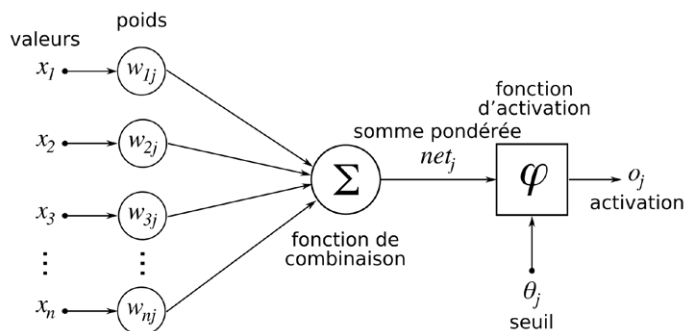 poids
valeurs
x1
w1j
x2
w2j
x3
w3j
⋮ ⋮
xn
wnj
Σ
fonction de
combinaison
somme pondérée
netj
fonction
d'activation
φ
oj
activation
θj
seuil